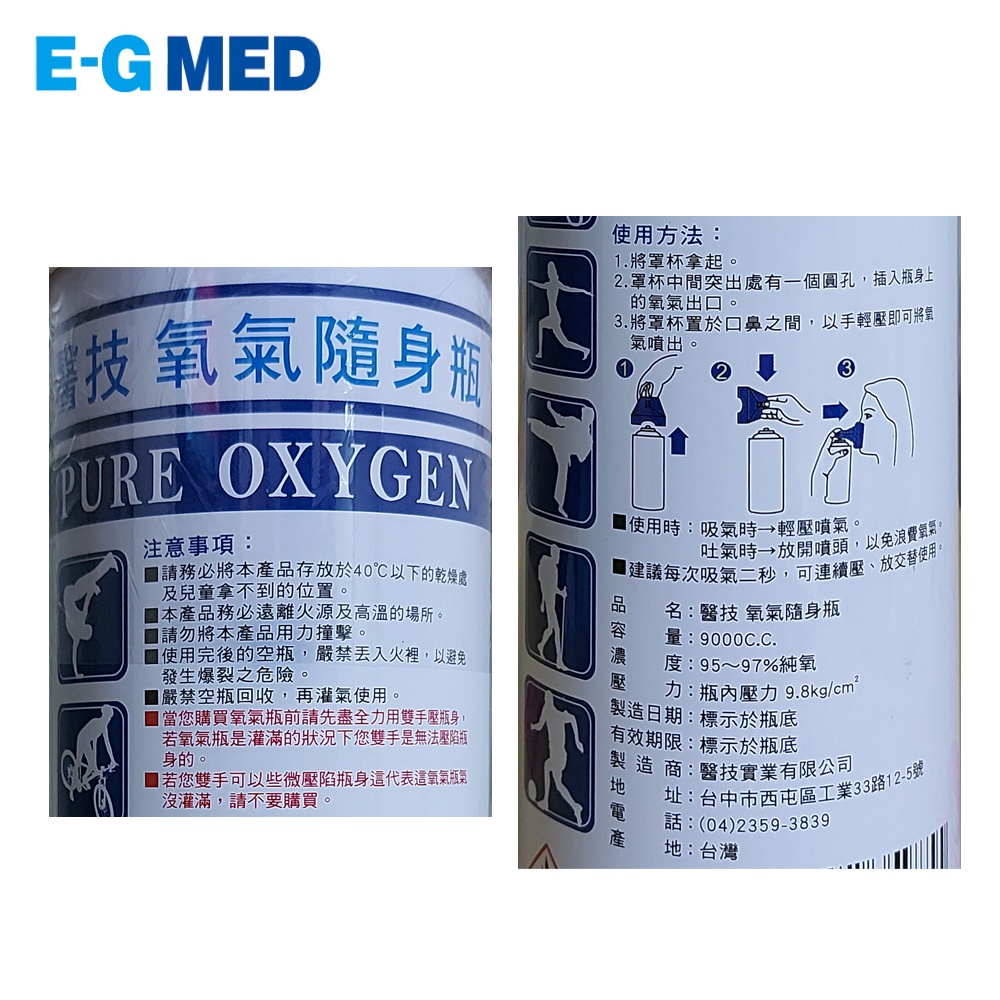 E-G MED
醫技 氧氣隨身瓶
PURE OXYGEN
注意事項：
■請務必將本產品存放於40℃以下的乾燥處
及兒童拿不到的位置。
■本產品務必遠離火源及高溫的場所。
■請勿將本產品用力撞擊。
■使用完後的空瓶，嚴禁丟入火裡，以避免
發生爆裂之危險。
■嚴禁空瓶回收，再灌氣使用。
■當您購買氧氣瓶前請先盡全力用雙手壓瓶身，
若氧氣瓶是灌滿的狀況下您雙手是無法壓陷瓶
身的。
■若您雙手可以些微壓陷瓶身這代表這氧氣瓶氣
沒灌滿，請不要購買。
使用方法：
1.將罩杯拿起。
2.罩杯中間突出處有一個圓孔，插入瓶身上
的氧氣出口。
3.將罩杯置於口鼻之間，以手輕壓即可將氧
氣噴出。
1 2 3
■使用時：吸氣時→輕壓噴氣。
吐氣時→放開噴頭，以免浪費氧氣。
■建議每次吸氣二秒，可連續壓、放交替使用。
品名：醫技 氧氣隨身瓶
容量：9000C.C.
濃度：95～97%純氧
壓力：瓶內壓力 9.8kg/cm²
製造日期：標示於瓶底
有效期限：標示於瓶底
製造商：醫技實業有限公司
地址：台中市西屯區工業33路12-5號
電話：(04)2359-3839
產地：台灣